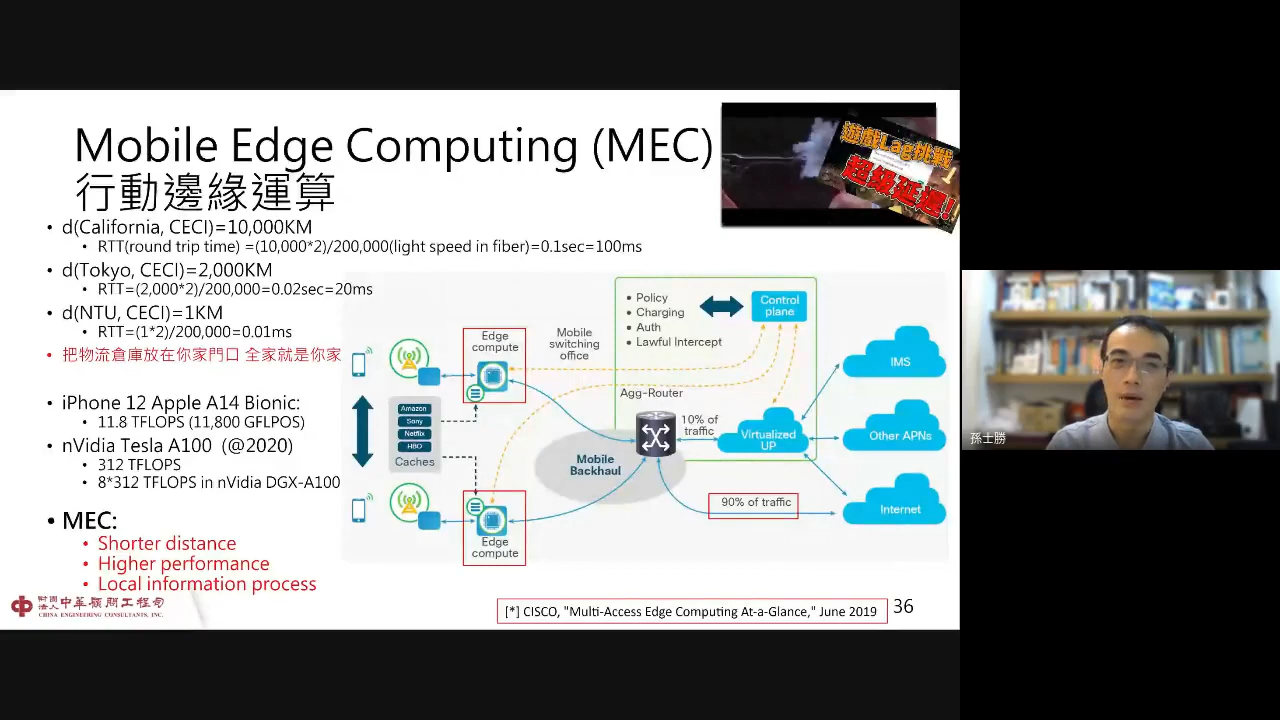 Mobile Edge Computing (MEC)
行動邊緣運算
遊戲Lag挑戰
超級延遲!
• d(California, CECI)=10,000KM
• RTT(round trip time) =(10,000*2)/200,000(light speed in fiber)=0.1sec=100ms
• d(Tokyo, CECI)=2,000KM
• RTT=(2,000*2)/200,000=0.02sec=20ms
• d(NTU, CECI)=1KM
• RTT=(1*2)/200,000=0.01ms
• 把物流倉庫放在你家門口 全家就是你家
• iPhone 12 Apple A14 Bionic:
• 11.8 TFLOPS (11,800 GFLPOS)
• nVidia Tesla A100 (@2020)
• 312 TFLOPS
• 8*312 TFLOPS in nVidia DGX-A100
• MEC:
• Shorter distance
• Higher performance
• Local information process
Edge
compute
Mobile
switching
office
• Policy
• Charging
• Auth
• Lawful Intercept
Control
plane
IMS
Agg-Router
Amazon
Sony
Netflix
HBO
Caches
10% of
traffic
Virtualized
UP
Other APNs
Mobile
Backhaul
90% of traffic
Internet
Edge
compute
財團
法人
中華顧問工程司
CHINA ENGINEERING CONSULTANTS, INC.
[*] CISCO, "Multi-Access Edge Computing At-a-Glance," June 2019
36
孫士勝